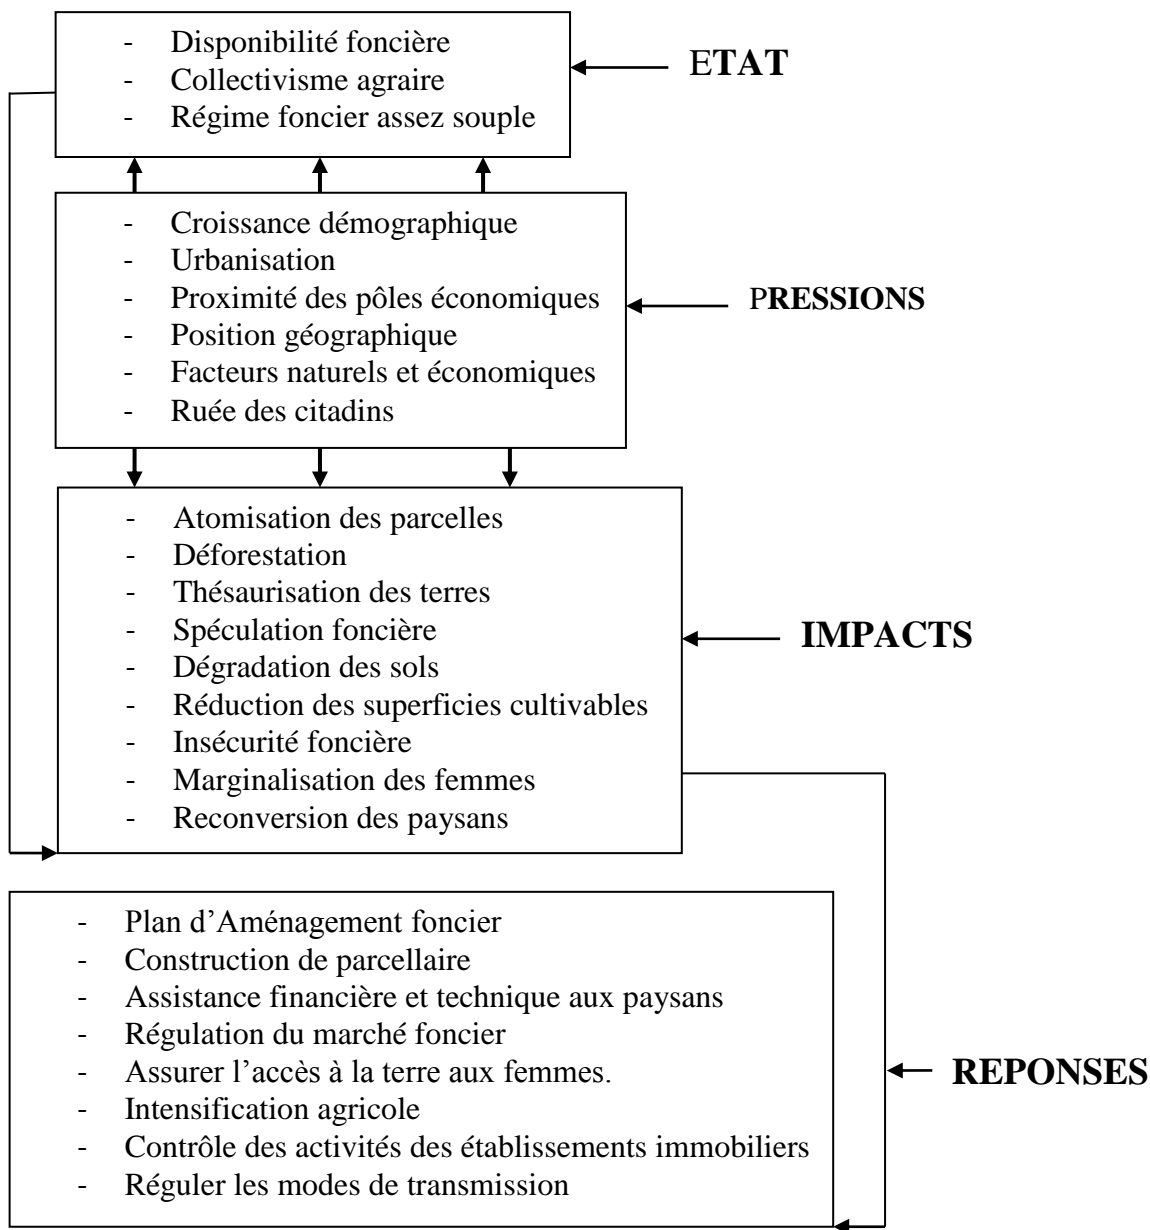 - Disponibilité foncière
- Collectivisme agraire
- Régime foncier assez souple
ETAT
- Croissance démographique
- Urbanisation
- Proximité des pôles économiques
- Position géographique
- Facteurs naturels et économiques
- Ruée des citadins
PRESSIONS
- Atomisation des parcelles
- Déforestation
- Thésaurisation des terres
- Spéculation foncière
- Dégradation des sols
- Réduction des superficies cultivables
- Insécurité foncière
- Marginalisation des femmes
- Reconversion des paysans
IMPACTS
- Plan d’Aménagement foncier
- Construction de parcellaire
- Assistance financière et technique aux paysans
- Régulation du marché foncier
- Assurer l’accès à la terre aux femmes.
- Intensification agricole
- Contrôle des activités des établissements immobiliers
- Réguler les modes de transmission
REPONSES